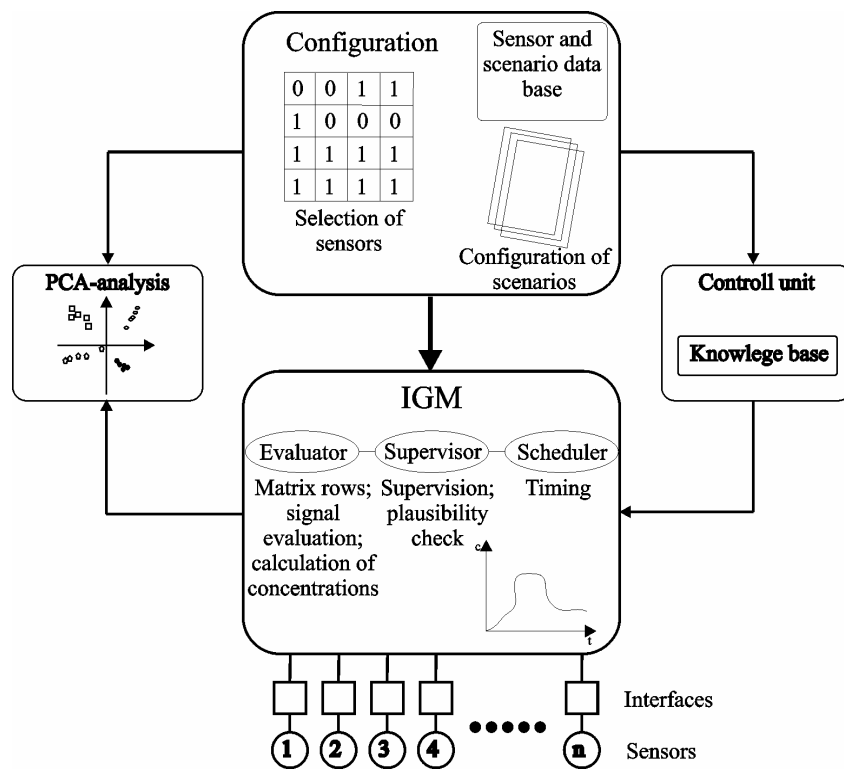 Configuration
0 0 1 1
1 0 0 0
1 1 1 1
1 1 1 1
Selection of
sensors
Sensor and
scenario data
base
Configuration of
scenarios
PCA-analysis
Controll unit
Knowlege base
IGM
Evaluator
Supervisor
Scheduler
Matrix rows;
signal
evaluation;
calculation of
concentrations
Supervision;
plausibility
check
Timing
c
t
Interfaces
1 2 3 4 n
Sensors